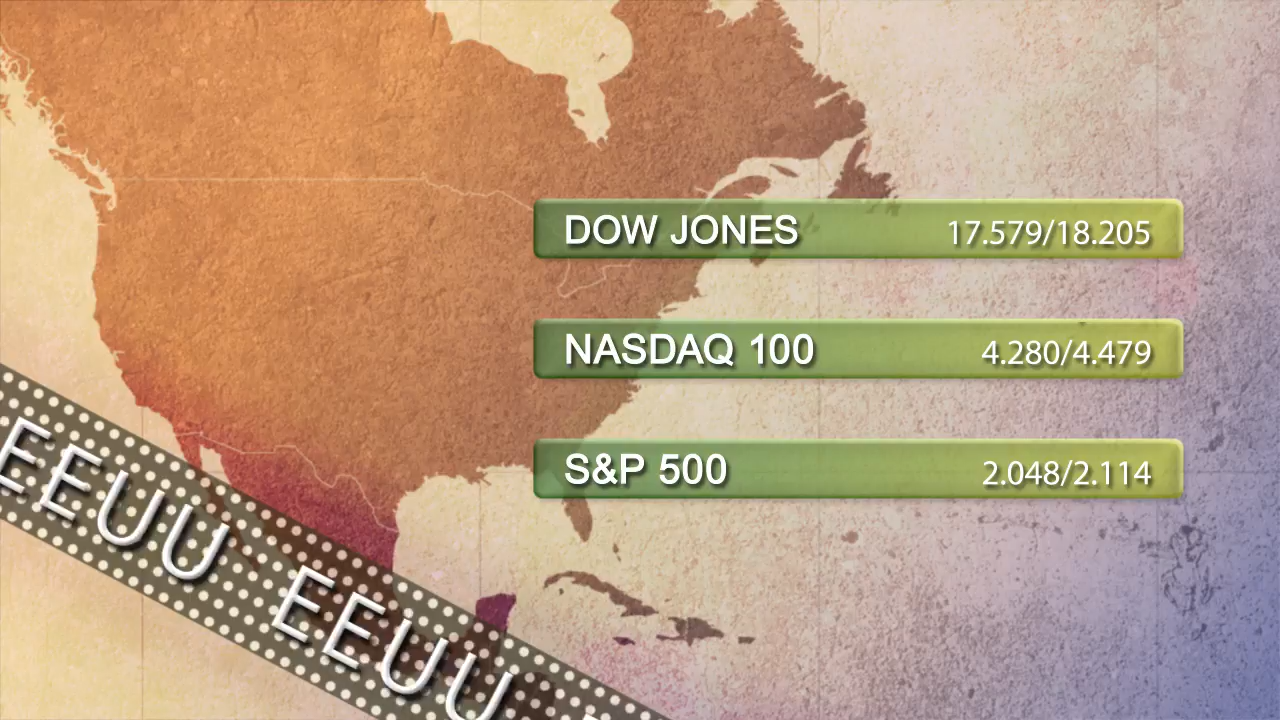 DOW JONES 17.579/18.205
NASDAQ 100 4.280/4.479
S&P 500 2.048/2.114
EEUU EEUU